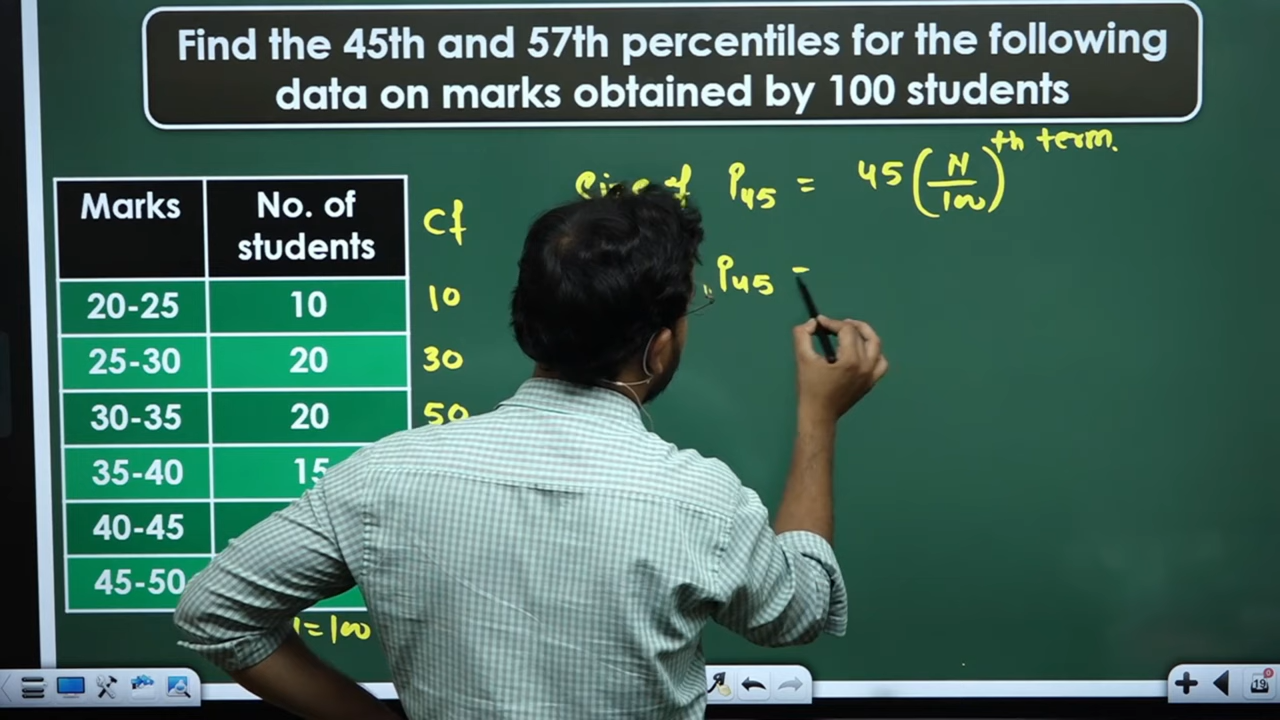 Find the 45th and 57th percentiles for the following
data on marks obtained by 100 students
Marks No. of students Cf
20-25 10 10
25-30 20 30
30-35 20 50
35-40 15
40-45
45-50
= 100
P45 = 45 (N/100)th term.
P45 =
19